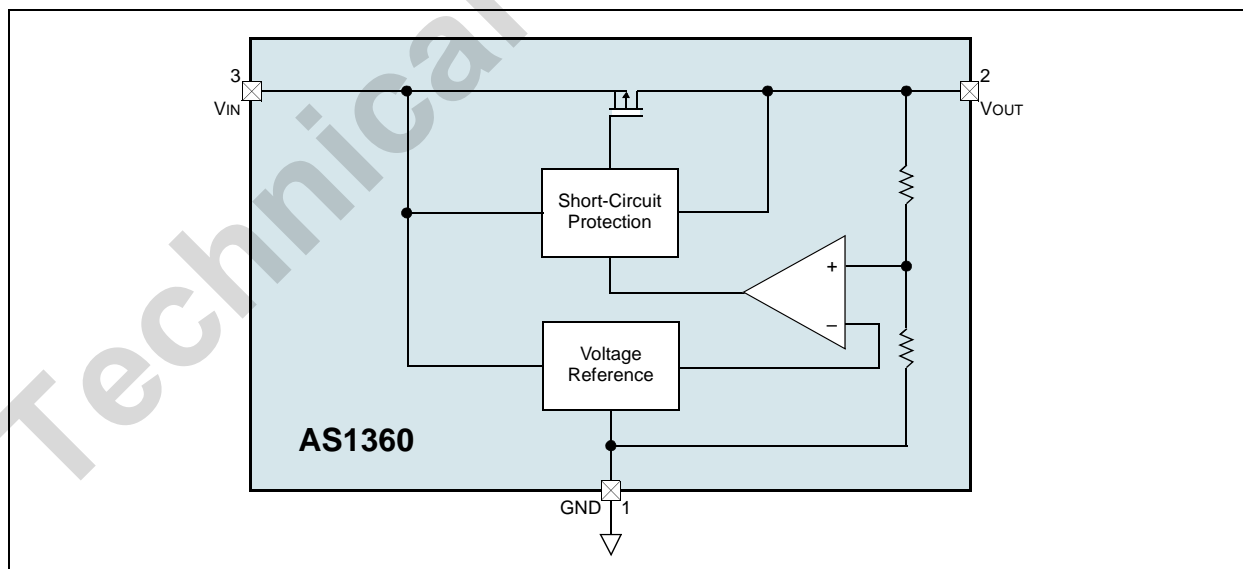 Technical
3
VIN
2
VOUT
Short-Circuit
Protection
+
–
Voltage
Reference
AS1360
GND 1